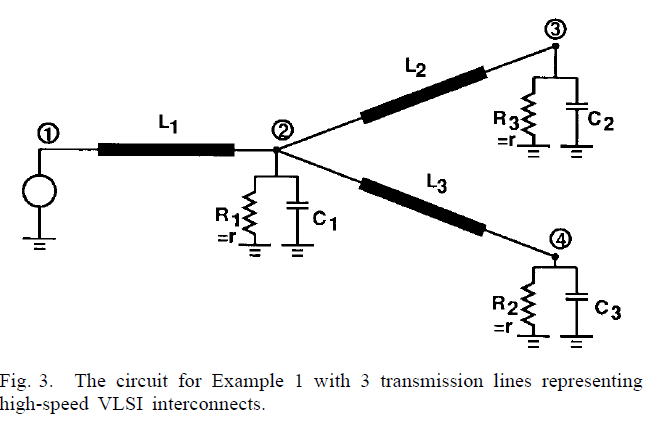 ③
L2
R3
=r
C2
①
L1
②
L3
R1
=r
C1
④
R2
=r
C3
Fig. 3. The circuit for Example 1 with 3 transmission lines representing
high-speed VLSI interconnects.